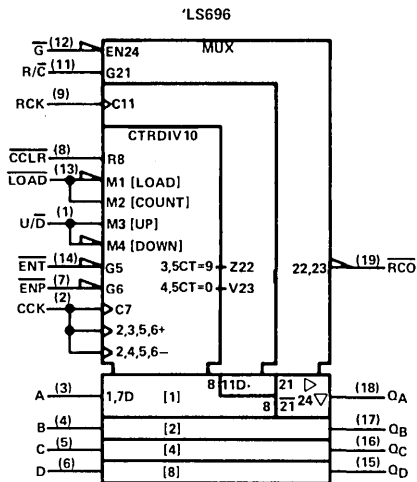 'LS696
MUX
G (12) EN24
R/C (11) G21
RCK (9) C11
CTRDIV10
CCLR (8) R8
LOAD (13) M1 [LOAD]
M2 [COUNT]
U/D (1) M3 [UP]
M4 [DOWN]
ENT (14) G5 3,5CT=9 Z22 22,23 (19) RCO
ENP (7) G6 4,5CT=0 V23
CCK (2) C7
2,3,5,6+
2,4,5,6−
A (3) 1,7D [1] 8 11D 8 21 ▷ 21 24 ▽ (18) QA
B (4) [2] (17) QB
C (5) [4] (16) QC
D (6) [8] (15) QD